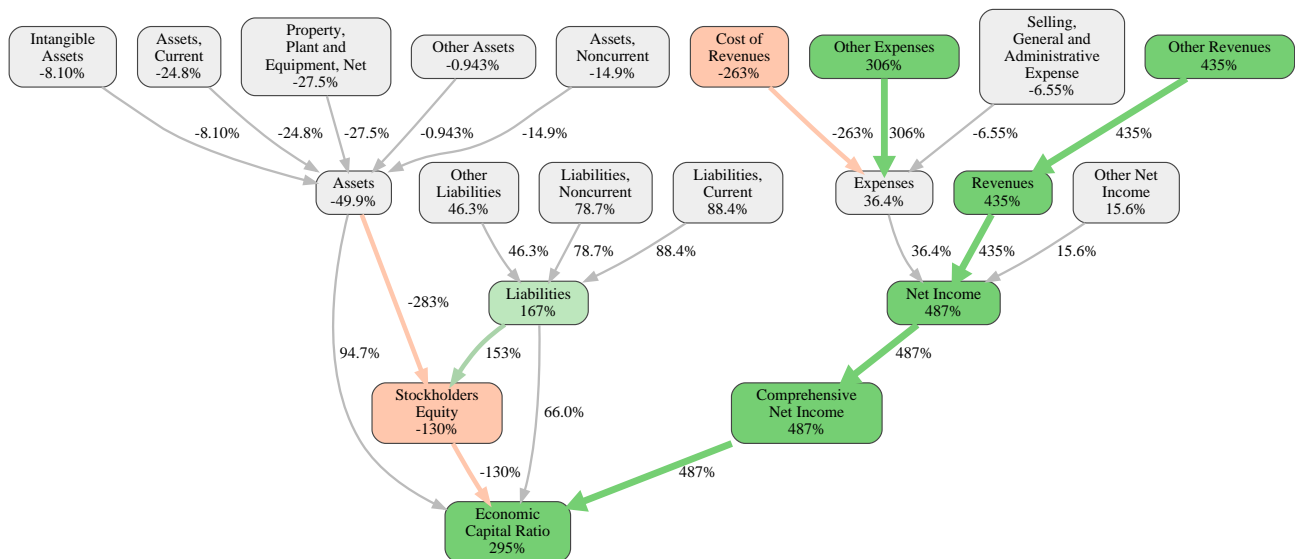 Intangible
Assets
-8.10%
Assets,
Current
-24.8%
Property,
Plant and
Equipment, Net
-27.5%
Other Assets
-0.943%
Assets,
Noncurrent
-14.9%
Cost of
Revenues
-263%
Other Expenses
306%
Selling,
General and
Administrative
Expense
-6.55%
Other Revenues
435%
-8.10%
-24.8%
-27.5%
-0.943%
-14.9%
-263%
306%
-6.55%
435%
Assets
-49.9%
Other
Liabilities
46.3%
Liabilities,
Noncurrent
78.7%
Liabilities,
Current
88.4%
Expenses
36.4%
Revenues
435%
Other Net
Income
15.6%
46.3%
78.7%
88.4%
36.4%
435%
15.6%
-283%
Liabilities
167%
Net Income
487%
94.7%
153%
487%
Stockholders
Equity
-130%
66.0%
Comprehensive
Net Income
487%
-130%
487%
Economic
Capital Ratio
295%